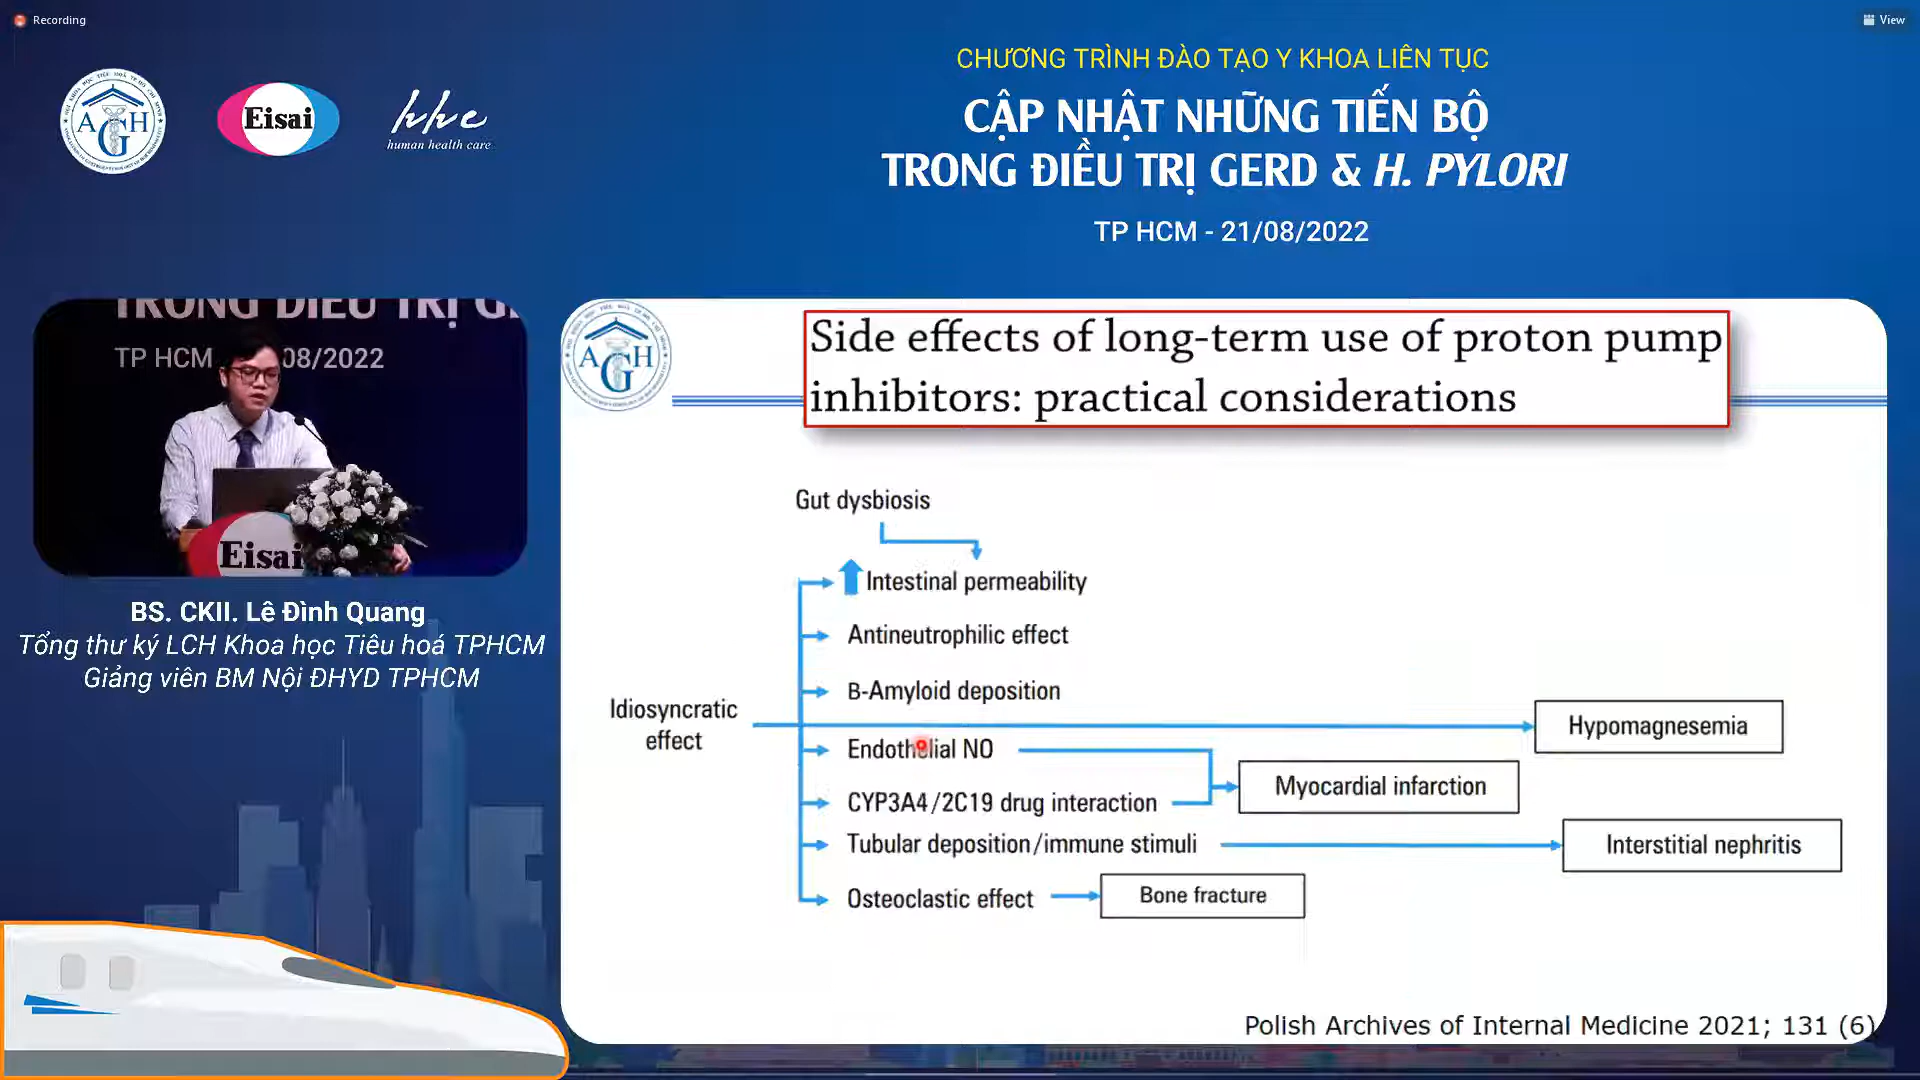 Recording
View
CHƯƠNG TRÌNH ĐÀO TẠO Y KHOA LIÊN TỤC
CẬP NHẬT NHỮNG TIẾN BỘ
TRONG ĐIỀU TRỊ GERD & H. PYLORI
TP HCM - 21/08/2022
AGH
Eisai
hhc
human health care
TRONG ĐIỀU TRỊ G
TP HCM 08/2022
Eisai
BS. CKII. Lê Đình Quang
Tổng thư ký LCH Khoa học Tiêu hoá TPHCM
Giảng viên BM Nội ĐHYD TPHCM
AGH
Side effects of long-term use of proton pump
inhibitors: practical considerations
Gut dysbiosis
Intestinal permeability
Antineutrophilic effect
B-Amyloid deposition
Idiosyncratic
effect
Hypomagnesemia
Endothelial NO
Myocardial infarction
CYP3A4/2C19 drug interaction
Tubular deposition/immune stimuli
Interstitial nephritis
Osteoclastic effect
Bone fracture
Polish Archives of Internal Medicine 2021; 131 (6)